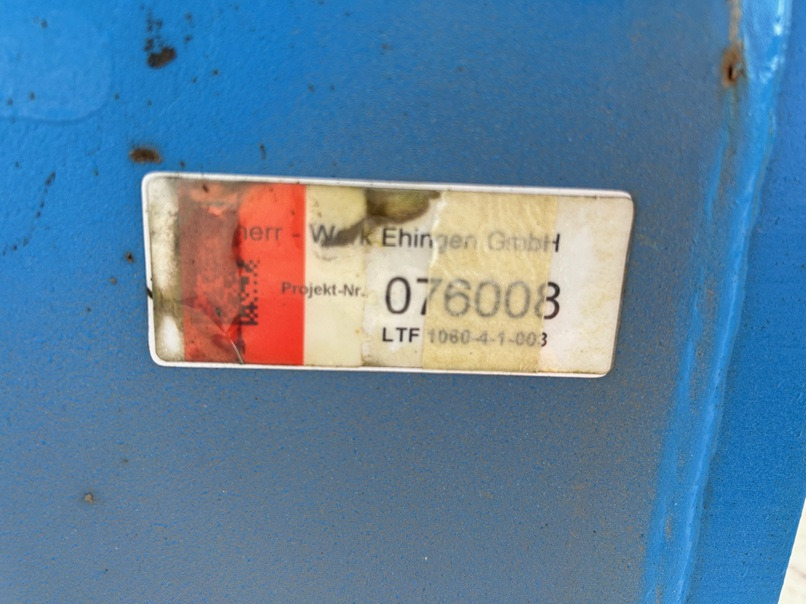 herr - Werk Ehingen GmbH
Projekt-Nr. 076008
LTF 1060-4-1-003